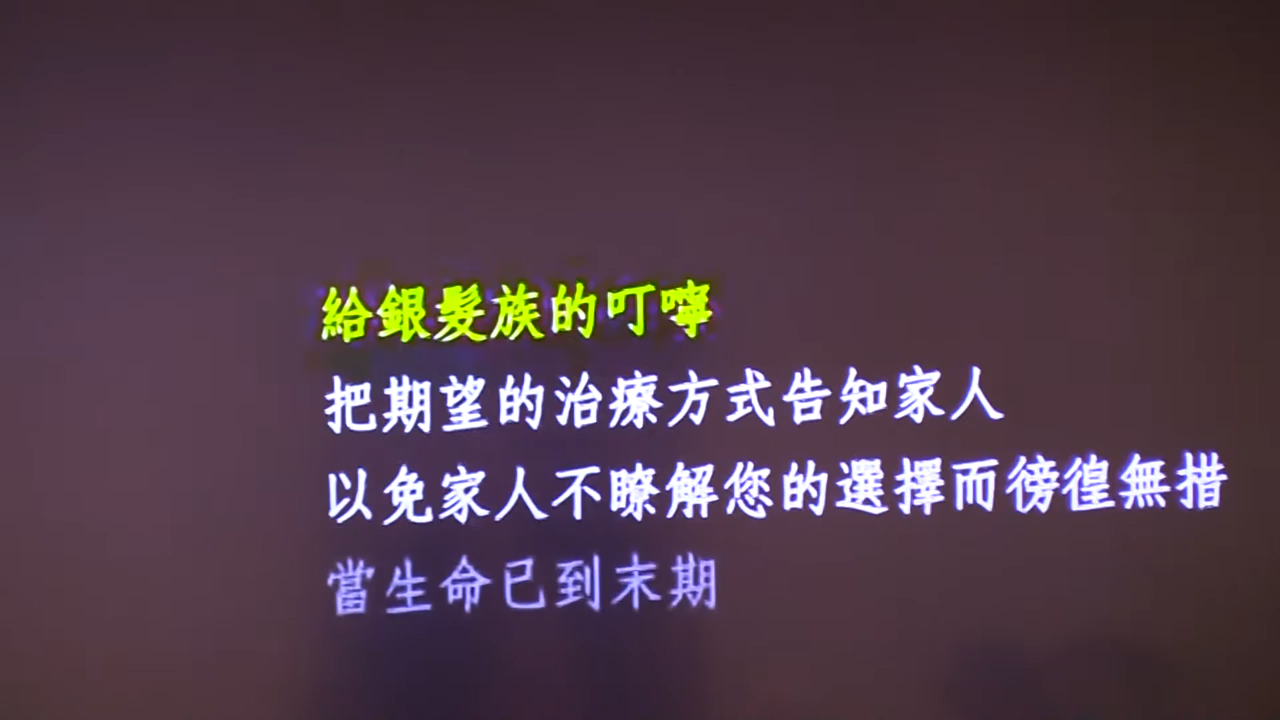 給銀髮族的叮嚀
把期望的治療方式告知家人
以免家人不瞭解您的選擇而徬徨無措
當生命已到末期